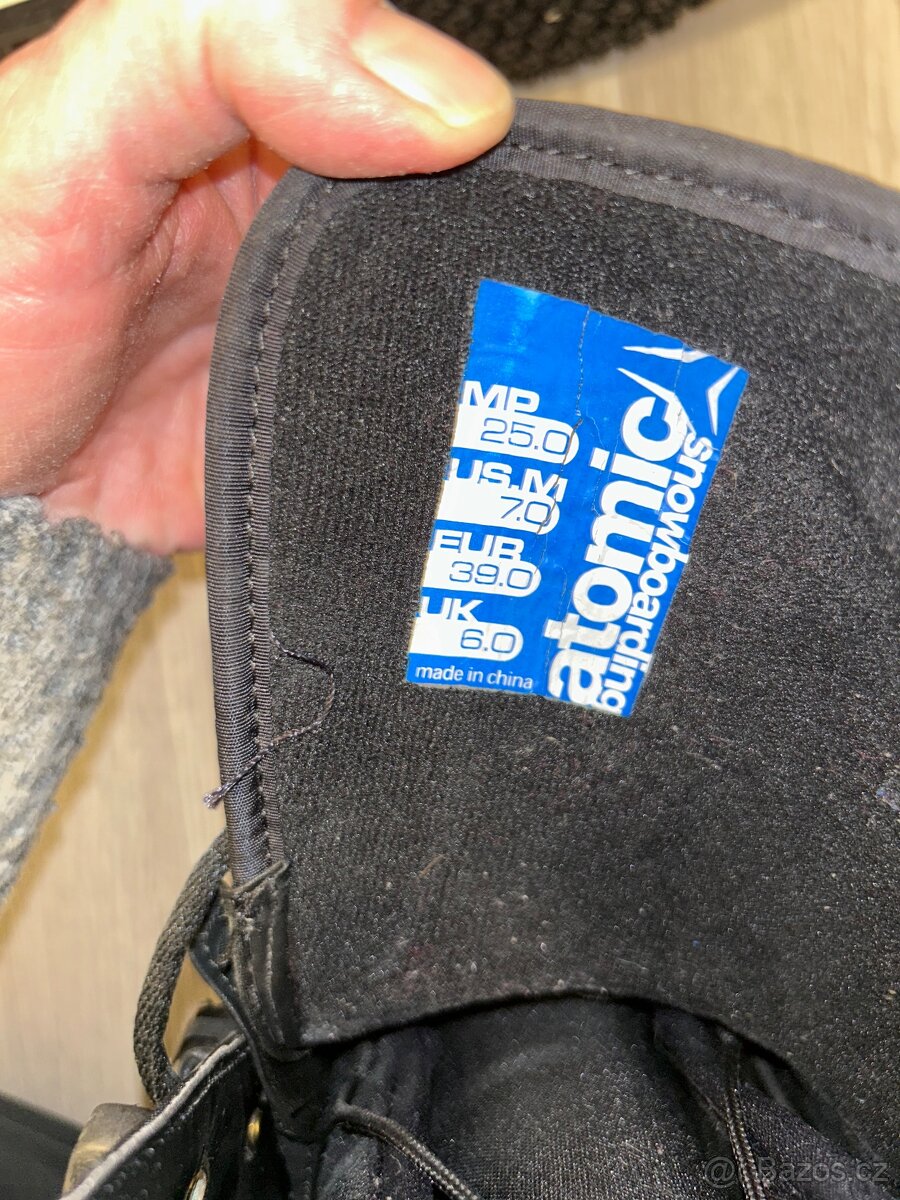 MP
25.0
US.M
7.0
EUR
39.0
UK
6.0
made in china
atomic
snowboarding
@ Bazos.cz